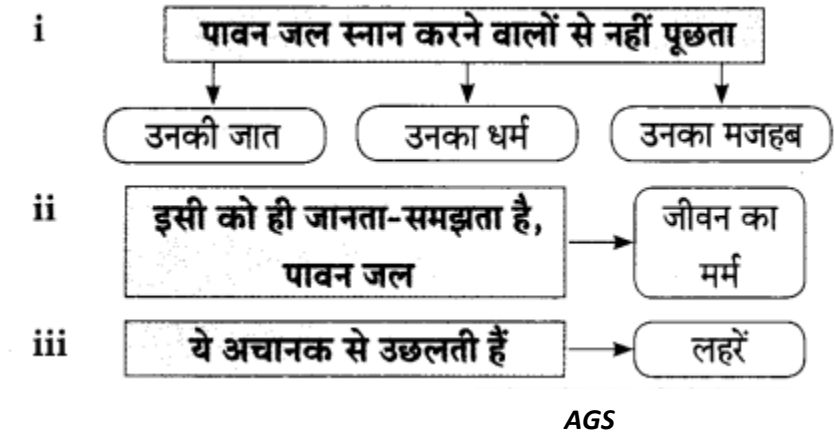 i पावन जल स्नान करने वालों से नहीं पूछता
उनकी जात उनका धर्म उनका मजहब
ii इसी को ही जानता-समझता है,
पावन जल
जीवन का
मर्म
iii ये अचानक से उछलती हैं लहरें
AGS